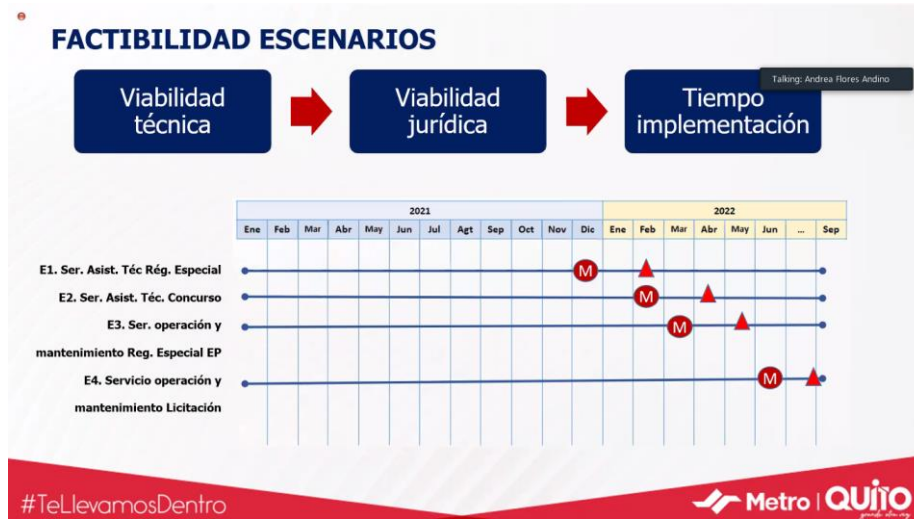 FACTIBILIDAD ESCENARIOS
Talking: Andrea Flores Andino
Viabilidad
técnica
Viabilidad
jurídica
Tiempo
implementación
2021 2022
Ene Feb Mar Abr May Jun Jul Agt Sep Oct Nov Dic Ene Feb Mar Abr May Jun ... Sep
E1. Ser. Asist. Téc Rég. Especial
M
E2. Ser. Asist. Téc. Concurso
M
E3. Ser. operación y
M
mantenimiento Reg. Especial EP
E4. Servicio operación y
M
mantenimiento Licitación
#TeLlevamosDentro
Metro | QUITO
grande otra vez